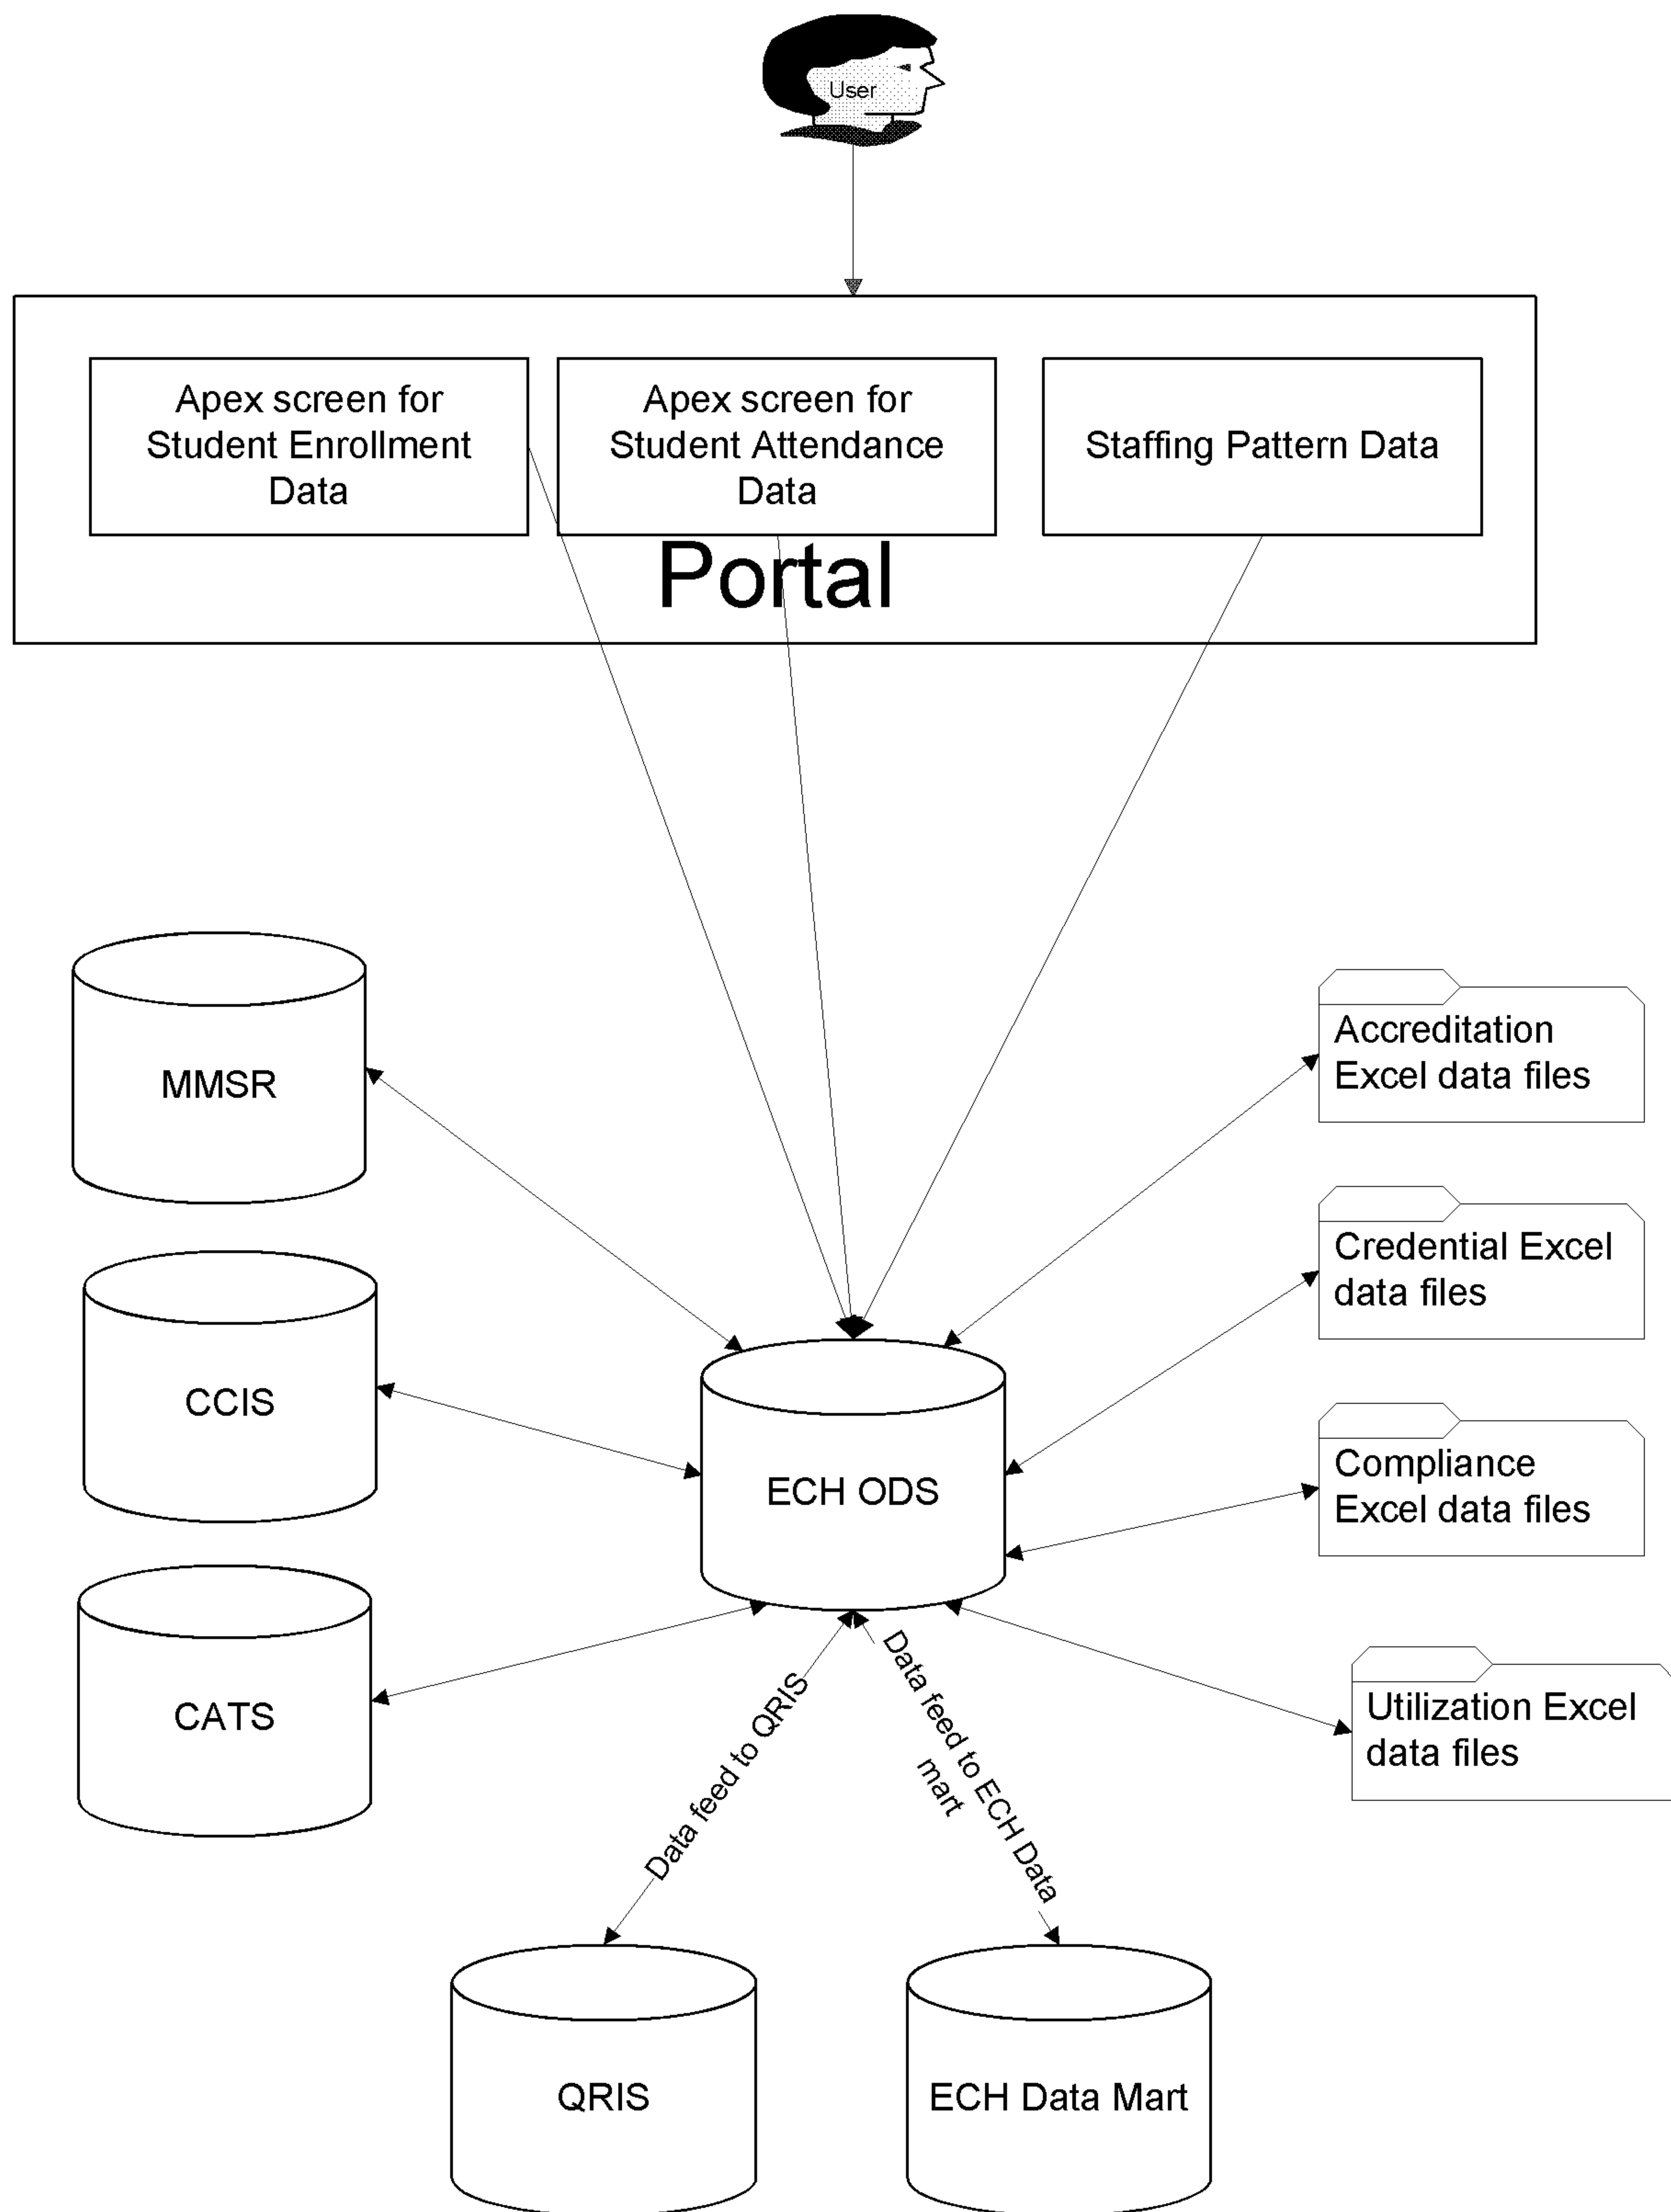 User
Apex screen for
Student Enrollment
Data
Apex screen for
Student Attendance
Data
Staffing Pattern Data
Portal
MMSR
Accreditation
Excel data files
Credential Excel
data files
CCIS
ECH ODS
Compliance
Excel data files
CATS
Utilization Excel
data files
Data feed to QRIS
Data feed to ECH Data
mart
QRIS
ECH Data Mart